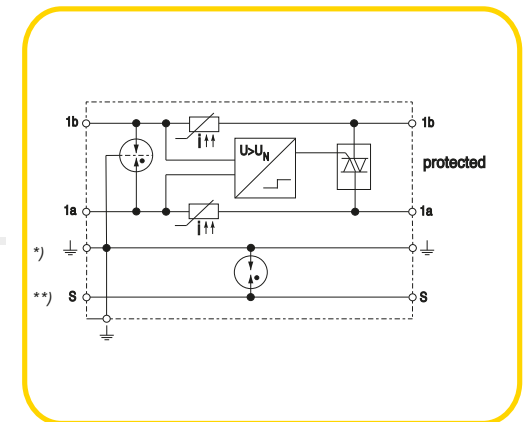 1b 1b
i
U>UN
protected
1a 1a
i
*)
**) S S